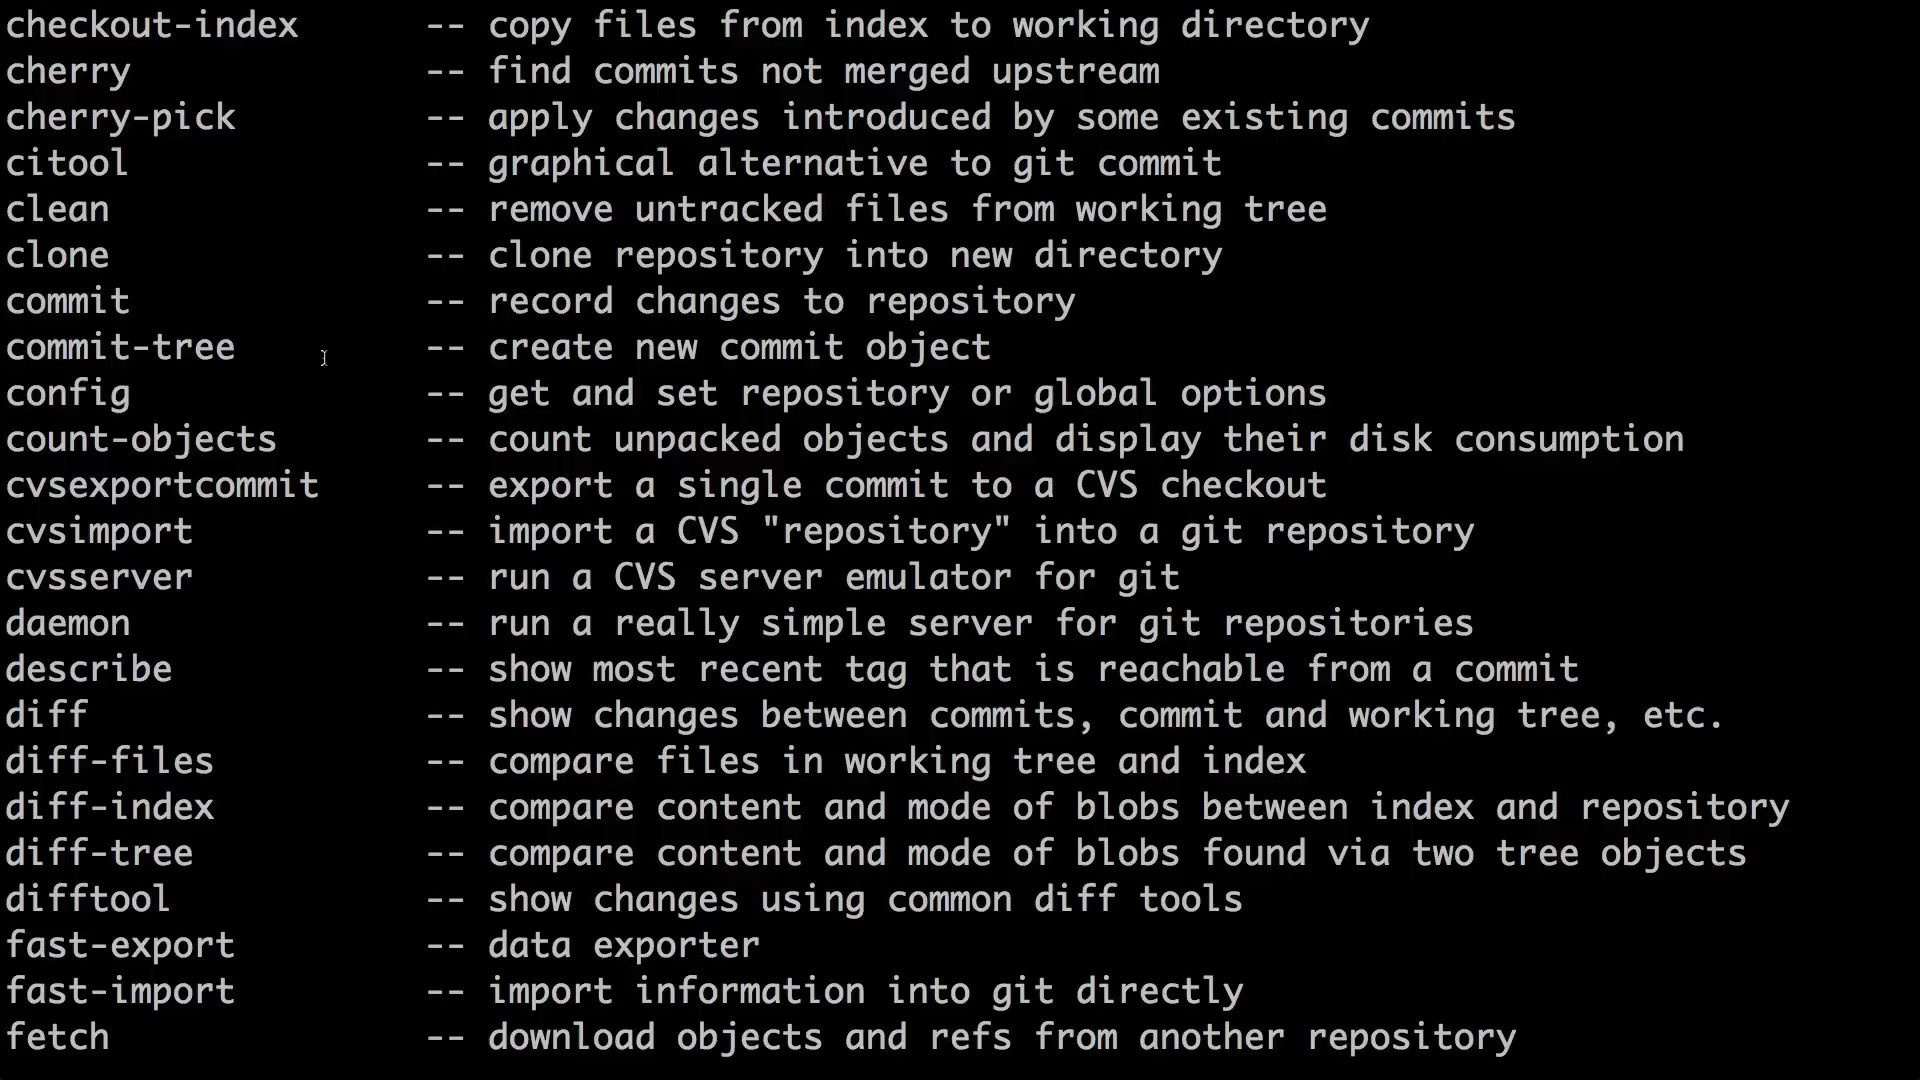 checkout-index -- copy files from index to working directory
cherry -- find commits not merged upstream
cherry-pick -- apply changes introduced by some existing commits
citool -- graphical alternative to git commit
clean -- remove untracked files from working tree
clone -- clone repository into new directory
commit -- record changes to repository
commit-tree -- create new commit object
config -- get and set repository or global options
count-objects -- count unpacked objects and display their disk consumption
cvsexportcommit -- export a single commit to a CVS checkout
cvsimport -- import a CVS "repository" into a git repository
cvsserver -- run a CVS server emulator for git
daemon -- run a really simple server for git repositories
describe -- show most recent tag that is reachable from a commit
diff -- show changes between commits, commit and working tree, etc.
diff-files -- compare files in working tree and index
diff-index -- compare content and mode of blobs between index and repository
diff-tree -- compare content and mode of blobs found via two tree objects
difftool -- show changes using common diff tools
fast-export -- data exporter
fast-import -- import information into git directly
fetch -- download objects and refs from another repository